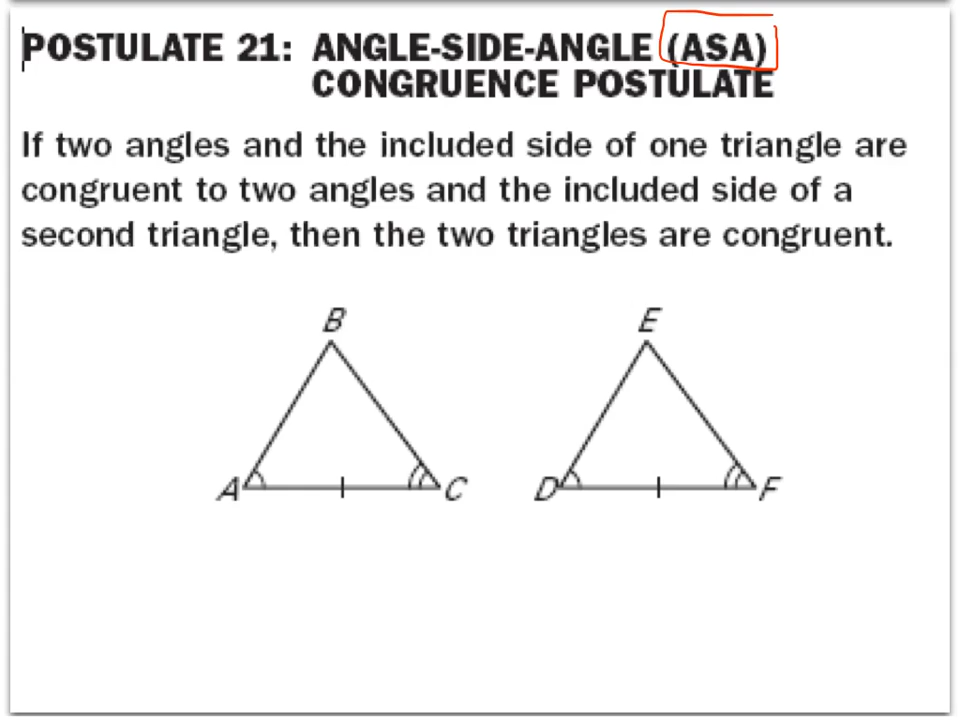 POSTULATE 21: ANGLE-SIDE-ANGLE (ASA)
CONGRUENCE POSTULATE
If two angles and the included side of one triangle are
congruent to two angles and the included side of a
second triangle, then the two triangles are congruent.
B E
A C D F